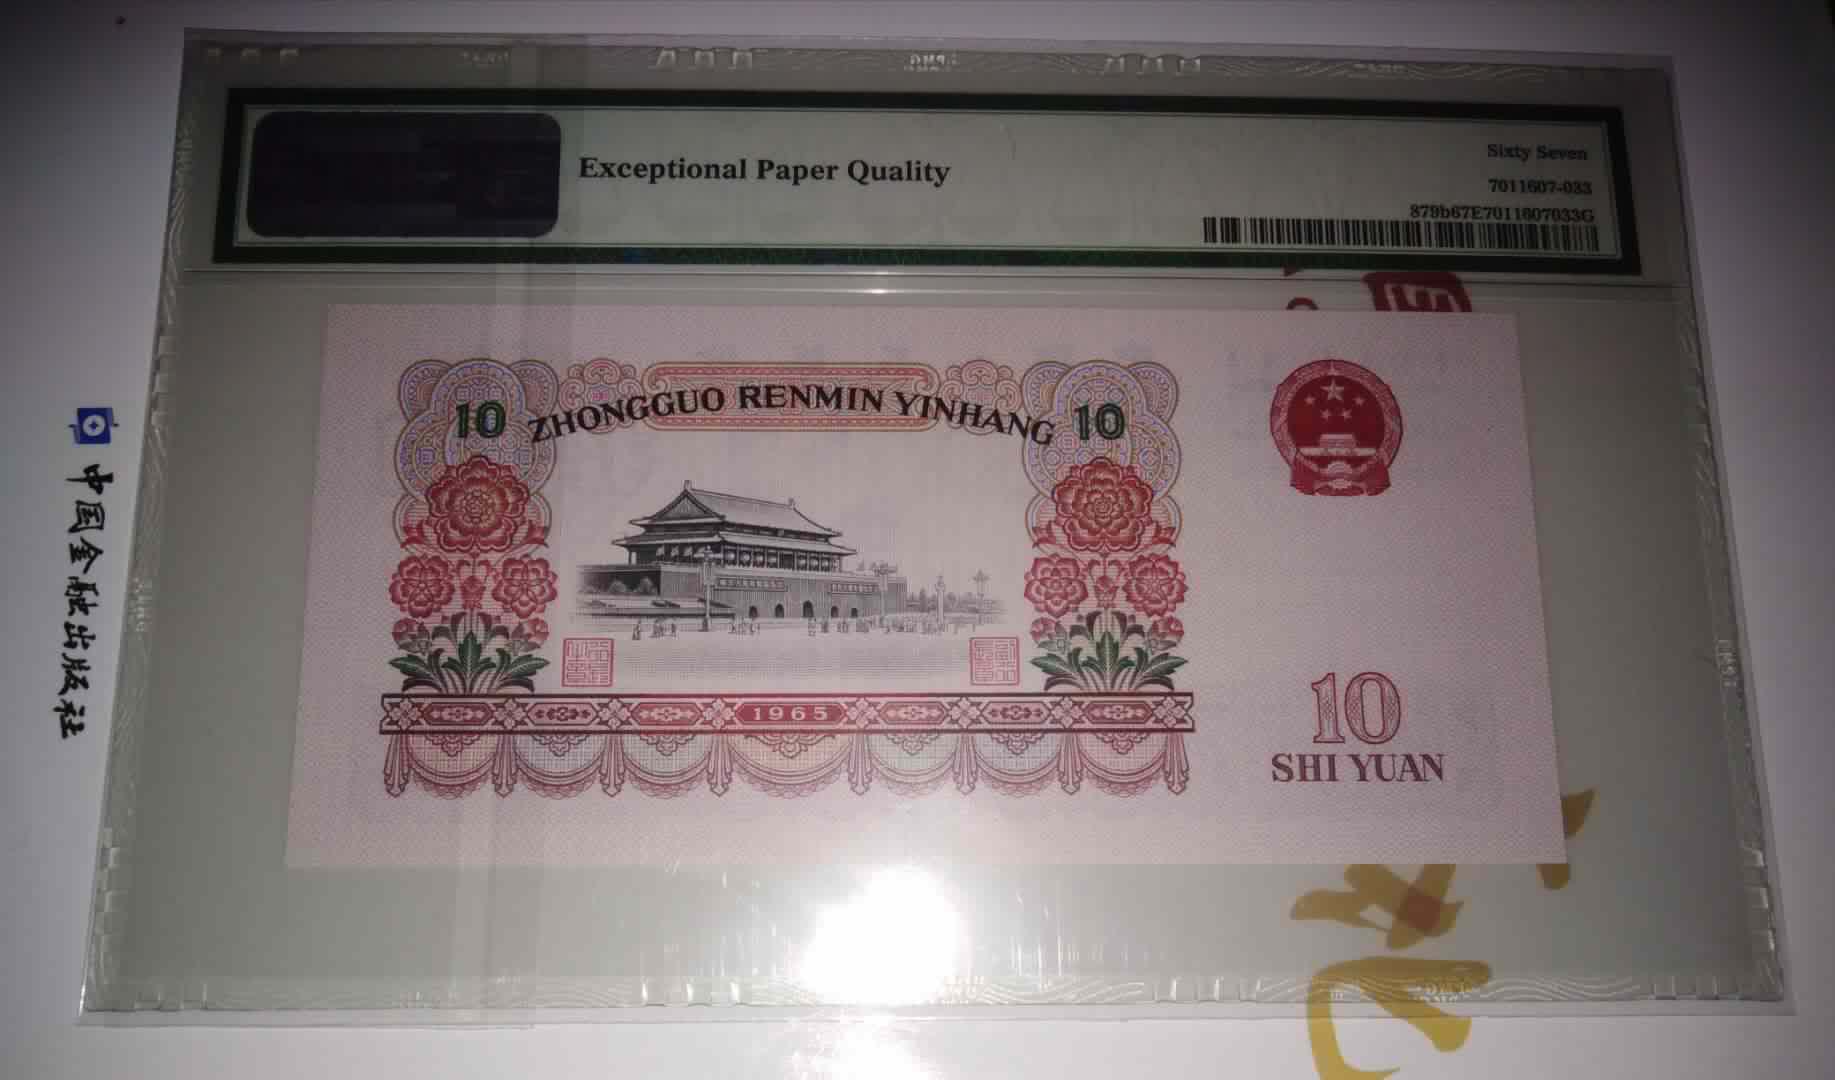 Exceptional Paper Quality
Sixty Seven
7011607-033
879b67E7011607033G
10 ZHONGGUO RENMIN YINHANG 10
1965
10
SHI YUAN
中国金融出版社